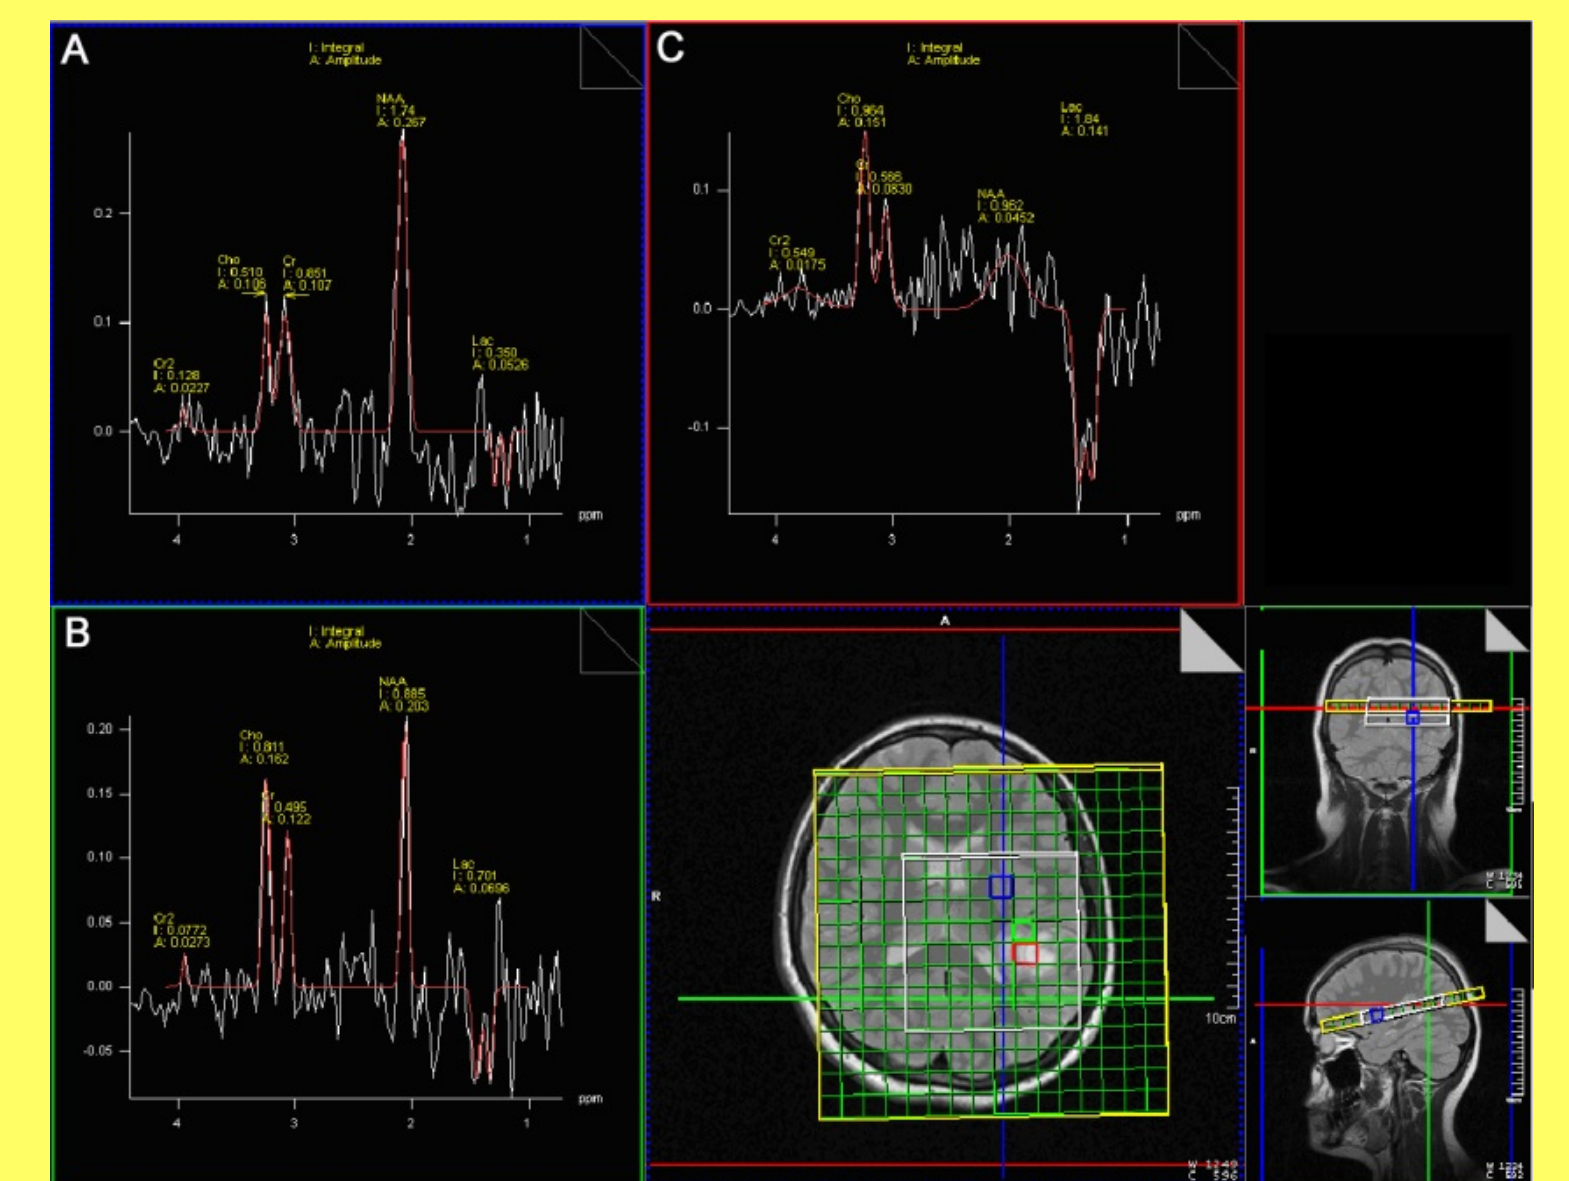 A
I: Integral
A: Amplitude
NAA
I: 1.74
A: 0.267
Cho
I: 0.510
A: 0.106
Cr
I: 0.851
A: 0.107
Lac
I: 0.350
A: 0.0526
Cr2
I: 0.128
A: 0.0227
0.2
0.1
0.0
ppm
4 3 2 1
C
I: Integral
A: Amplitude
Cho
I: 0.964
A: 0.151
Lac
I: 1.84
A: 0.141
Cr
I: 0.566
A: 0.0830
NAA
I: 0.952
A: 0.0452
Cr2
I: 0.549
A: 0.0175
0.1
0.0
-0.1
ppm
4 3 2 1
B
I: Integral
A: Amplitude
NAA
I: 0.885
A: 0.203
Cho
I: 0.811
A: 0.162
Cr
I: 0.495
A: 0.122
Lac
I: 0.701
A: 0.0696
Cr2
I: 0.0772
A: 0.0273
0.20
0.15
0.10
0.05
0.00
-0.05
ppm
4 3 2 1
A
R
10cm
W 1240
C 596
W 1234
C
A
W 1234
C